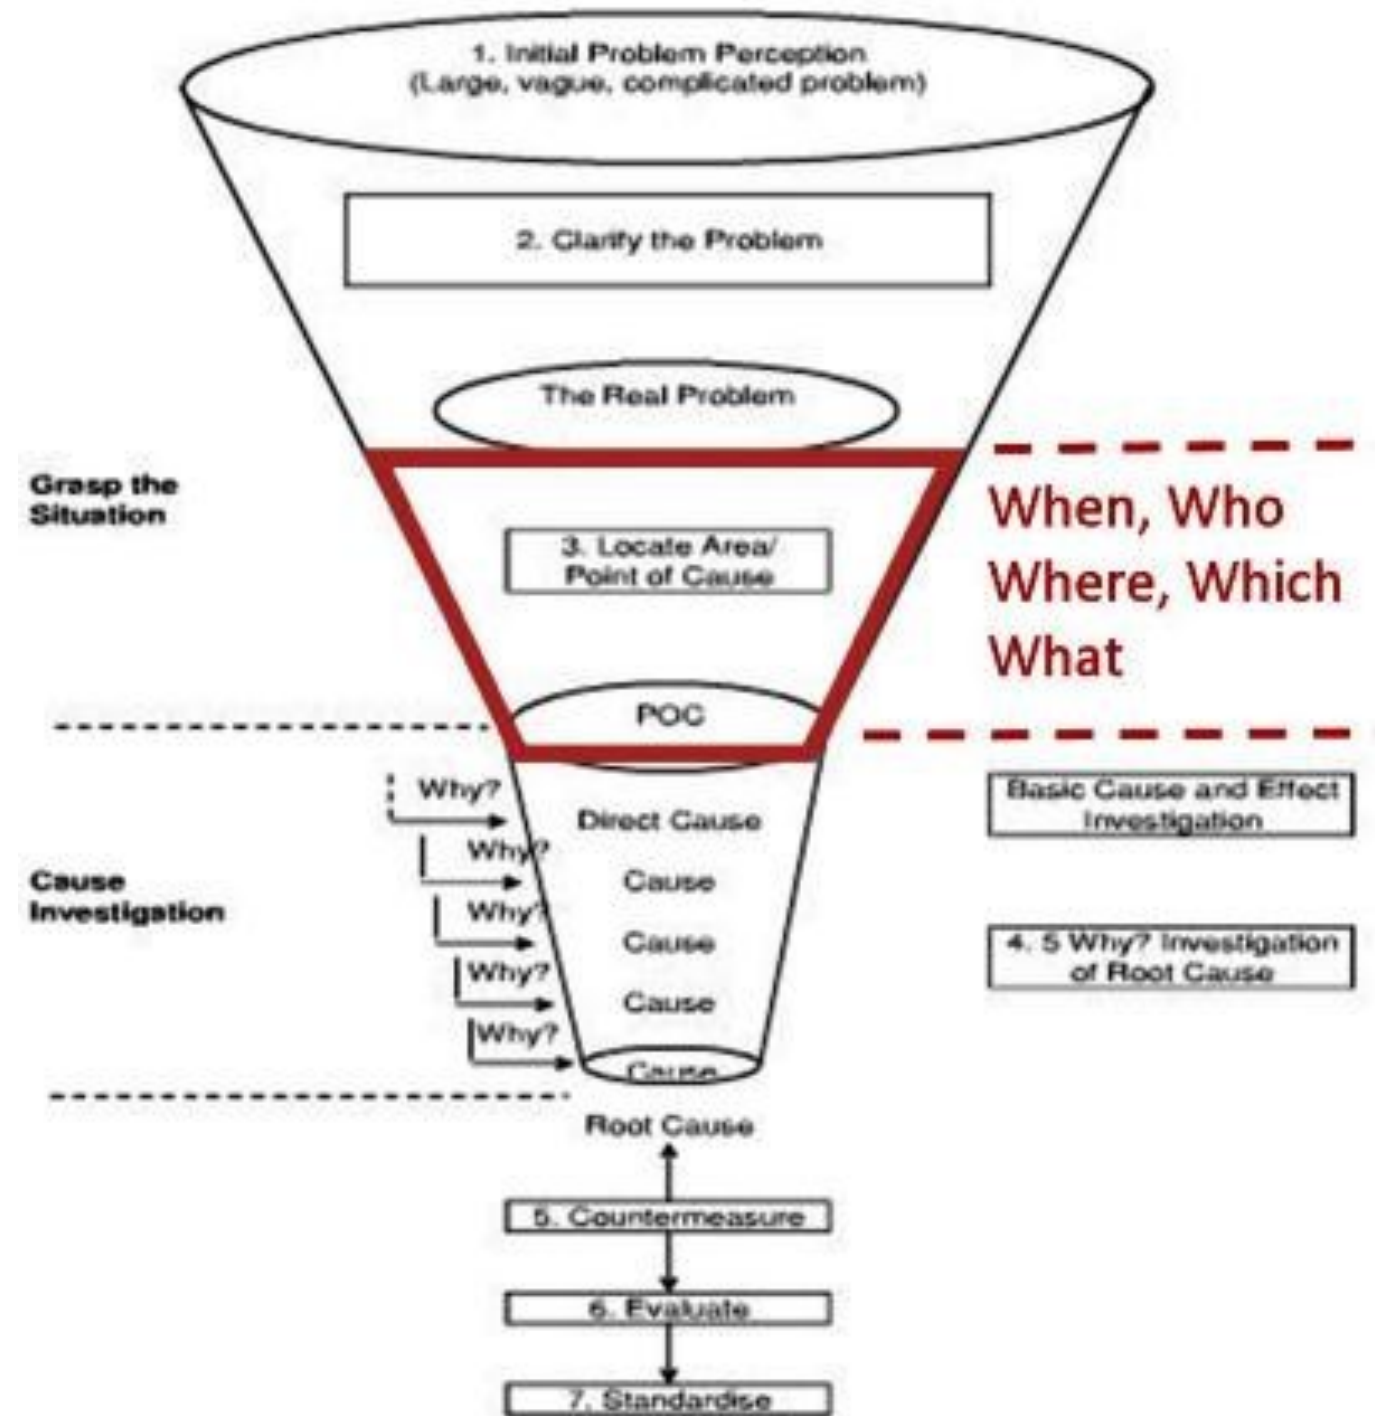 1. Initial Problem Perception
(Large, vague, complicated problem)
2. Clarify the Problem
The Real Problem
Grasp the
Situation
3. Locate Area/
Point of Cause
When, Who
Where, Which
What
POC
Why?
Direct Cause
Basic Cause and Effect
Investigation
Why?
Cause
Cause
Investigation
Why?
Cause
4. 5 Why? Investigation
of Root Cause
Why?
Cause
Why?
Cause
Root Cause
5. Countermeasure
6. Evaluate
7. Standardise